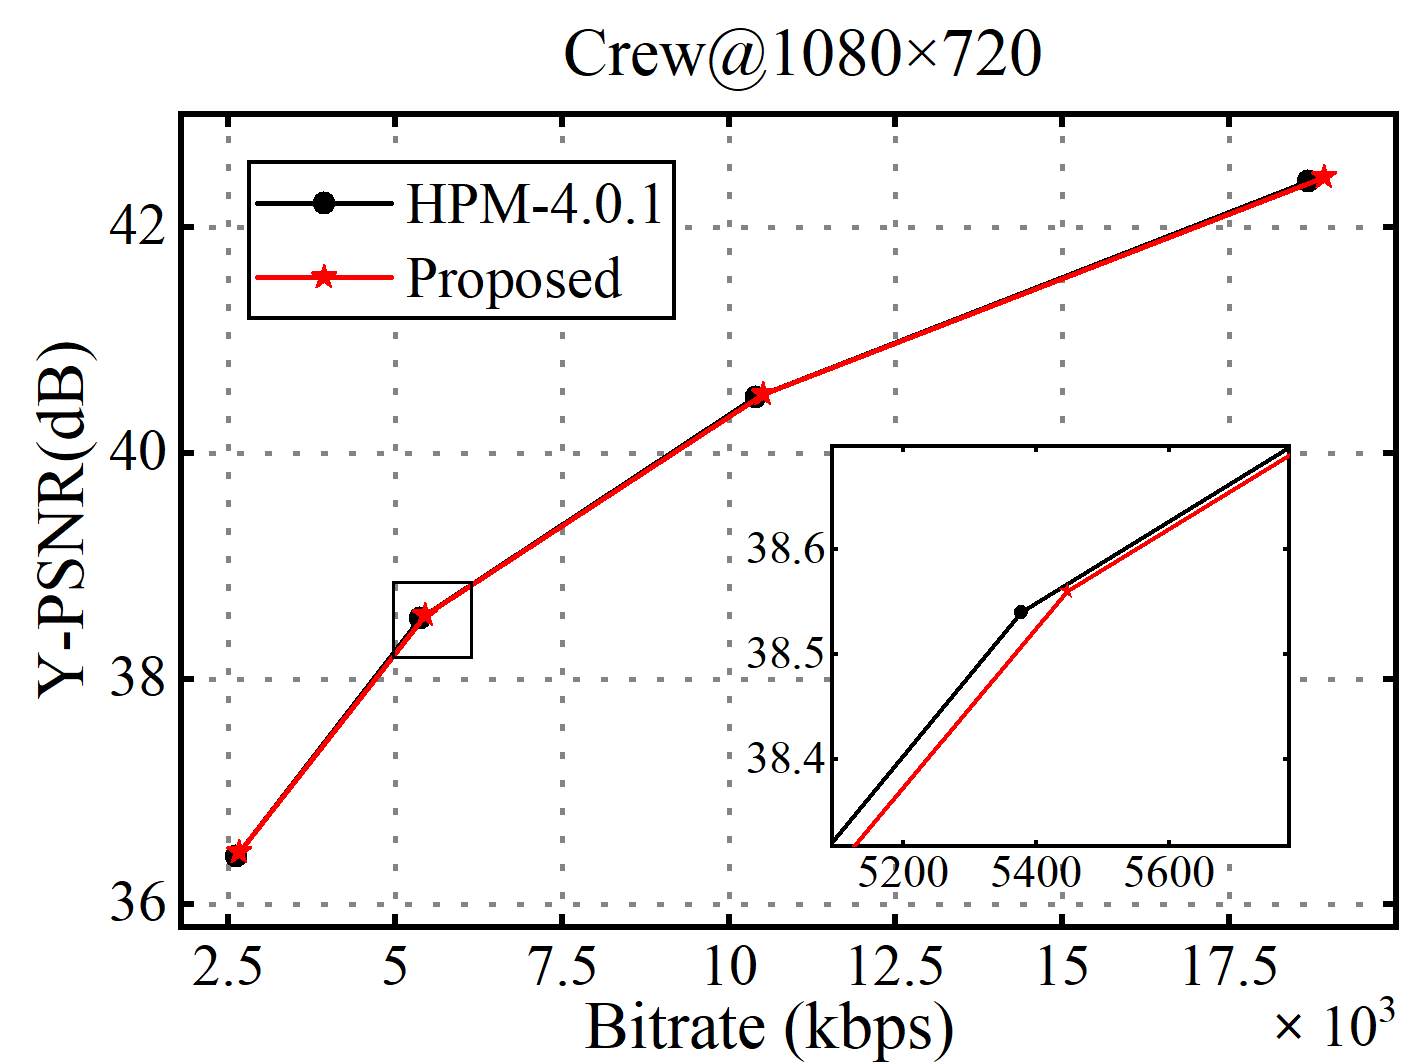 Crew@1080×720
HPM-4.0.1
Proposed
Y-PSNR(dB)
42
40
38
36
38.6
38.5
38.4
5200 5400 5600
2.5 5 7.5 10 12.5 15 17.5
Bitrate (kbps)
× 10³